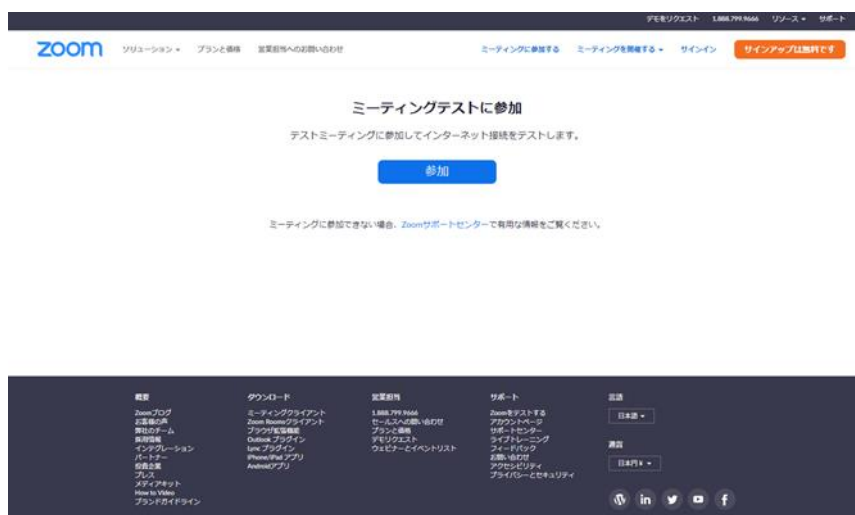 デモをリクエスト 1.888.799.9666 リソース サポート
zoom ソリューション プランと価格 営業担当へのお問い合わせ ミーティングに参加する ミーティングを開催する サインイン サインアップは無料です
ミーティングテストに参加
テストミーティングに参加してインターネット接続をテストします。
参加
ミーティングに参加できない場合、Zoomサポートセンターで有用な情報をご覧ください。
概要
Zoomブログ
お客様の声
弊社のチーム
採用情報
インテグレーション
パートナー
投資企業
プレス
メディアキット
How to Video
ブランドガイドライン
ダウンロード
ミーティングクライアント
Zoom Roomsクライアント
ブラウザ拡張機能
Outlook プラグイン
Lync プラグイン
iPhone/iPad アプリ
Androidアプリ
営業担当
1.888.799.9666
セールスへの問い合わせ
プランと価格
デモリクエスト
ウェビナーとイベントリスト
サポート
Zoomをテストする
アカウントページ
サポートセンター
ライブトレーニング
フィードバック
お問い合わせ
アクセシビリティ
プライバシーとセキュリティ
言語
日本語
通貨
日本円 ¥
in
f